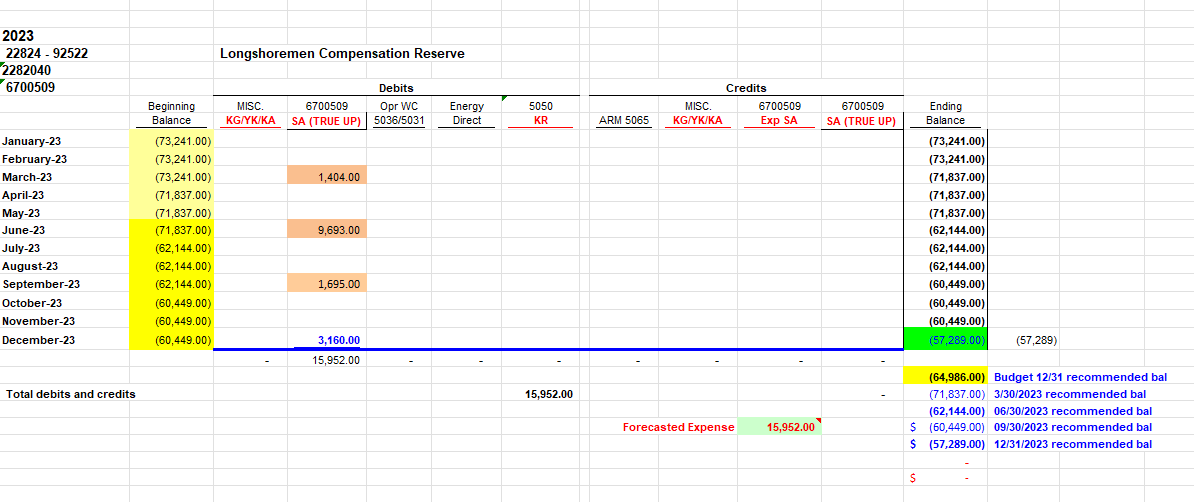 2023
22824 - 92522 Longshoremen Compensation Reserve
2282040
6700509 Debits Credits
Beginning MISC. 6700509 Opr WC Energy 5050 MISC. 6700509 6700509 Ending
Balance KG/YK/KA SA (TRUE UP) 5036/5031 Direct KR ARM 5065 KG/YK/KA Exp SA SA (TRUE UP) Balance
January-23 (73,241.00) (73,241.00)
February-23 (73,241.00) (73,241.00)
March-23 (73,241.00) 1,404.00 (71,837.00)
April-23 (71,837.00) (71,837.00)
May-23 (71,837.00) (71,837.00)
June-23 (71,837.00) 9,693.00 (62,144.00)
July-23 (62,144.00) (62,144.00)
August-23 (62,144.00) (62,144.00)
September-23 (62,144.00) 1,695.00 (60,449.00)
October-23 (60,449.00) (60,449.00)
November-23 (60,449.00) (60,449.00)
December-23 (60,449.00) 3,160.00 (57,289.00) (57,289)
- 15,952.00 - - - - - - -
(64,986.00) Budget 12/31 recommended bal
Total debits and credits 15,952.00 - (71,837.00) 3/30/2023 recommended bal
(62,144.00) 06/30/2023 recommended bal
Forecasted Expense 15,952.00 $ (60,449.00) 09/30/2023 recommended bal
$ (57,289.00) 12/31/2023 recommended bal
-
$ -